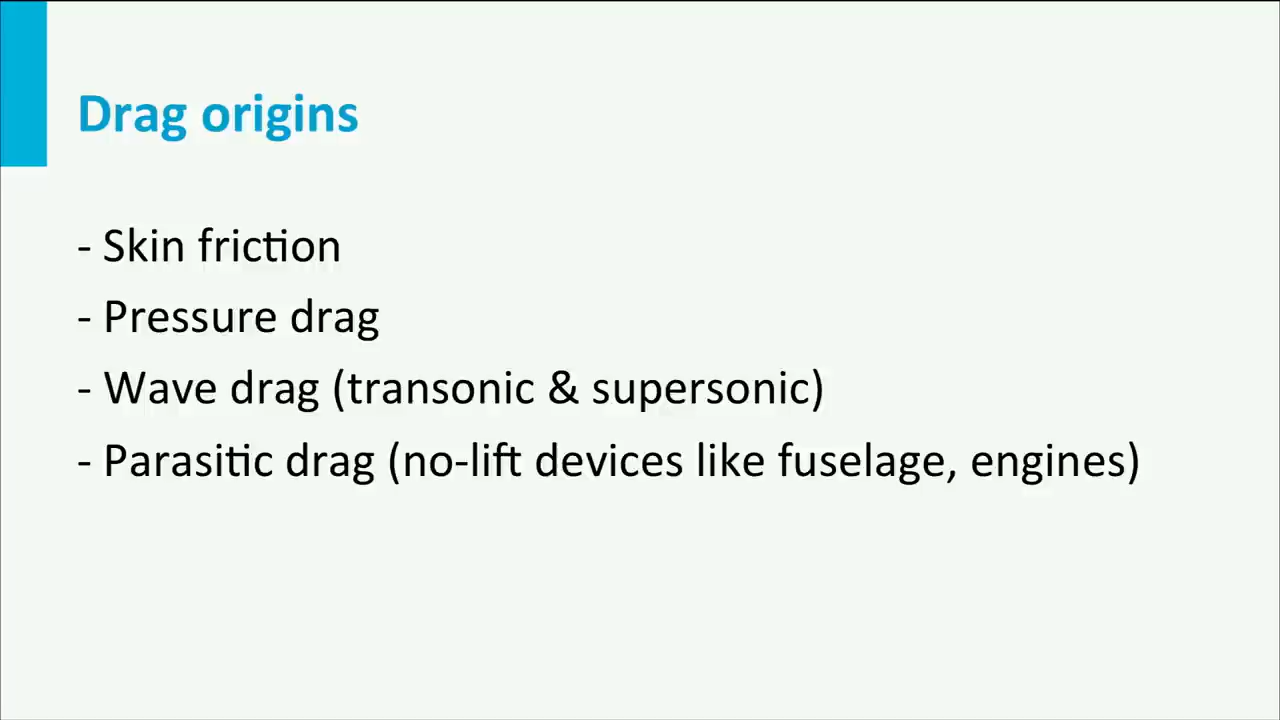 Drag origins
- Skin friction
- Pressure drag
- Wave drag (transonic & supersonic)
- Parasitic drag (no-lift devices like fuselage, engines)